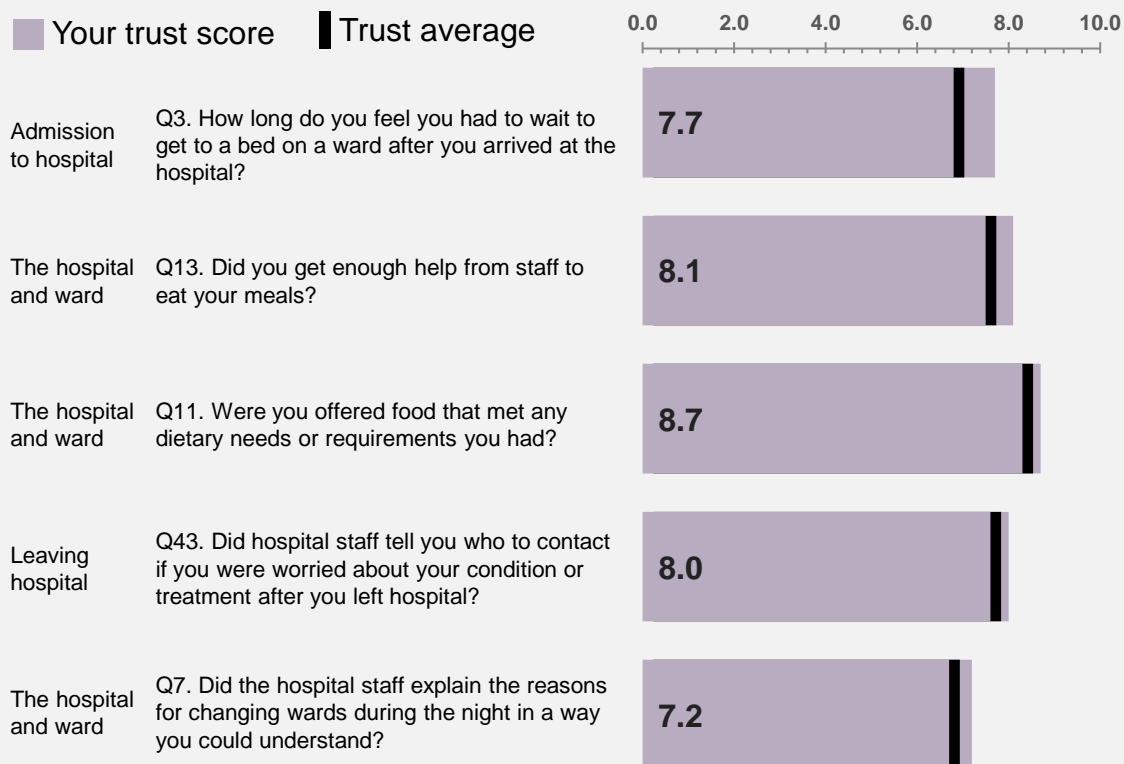 Your trust score
Trust average
0.0 2.0 4.0 6.0 8.0 10.0
Admission
to hospital
Q3. How long do you feel you had to wait to
get to a bed on a ward after you arrived at the
hospital?
7.7
The hospital
and ward
Q13. Did you get enough help from staff to
eat your meals?
8.1
The hospital
and ward
Q11. Were you offered food that met any
dietary needs or requirements you had?
8.7
Leaving
hospital
Q43. Did hospital staff tell you who to contact
if you were worried about your condition or
treatment after you left hospital?
8.0
The hospital
and ward
Q7. Did the hospital staff explain the reasons
for changing wards during the night in a way
you could understand?
7.2